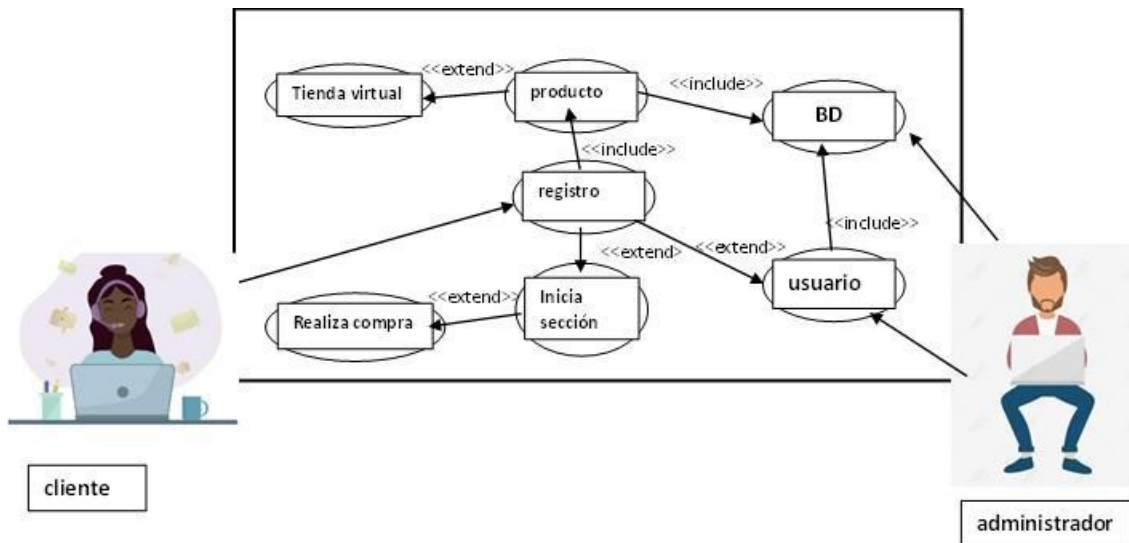 <<extend>>
<<include>>
Tienda virtual
producto
BD
<<include>>
registro
<<include>>
<<extend>
<<extend>>
<<extend>>
Inicia
sección
usuario
Realiza compra
cliente
administrador